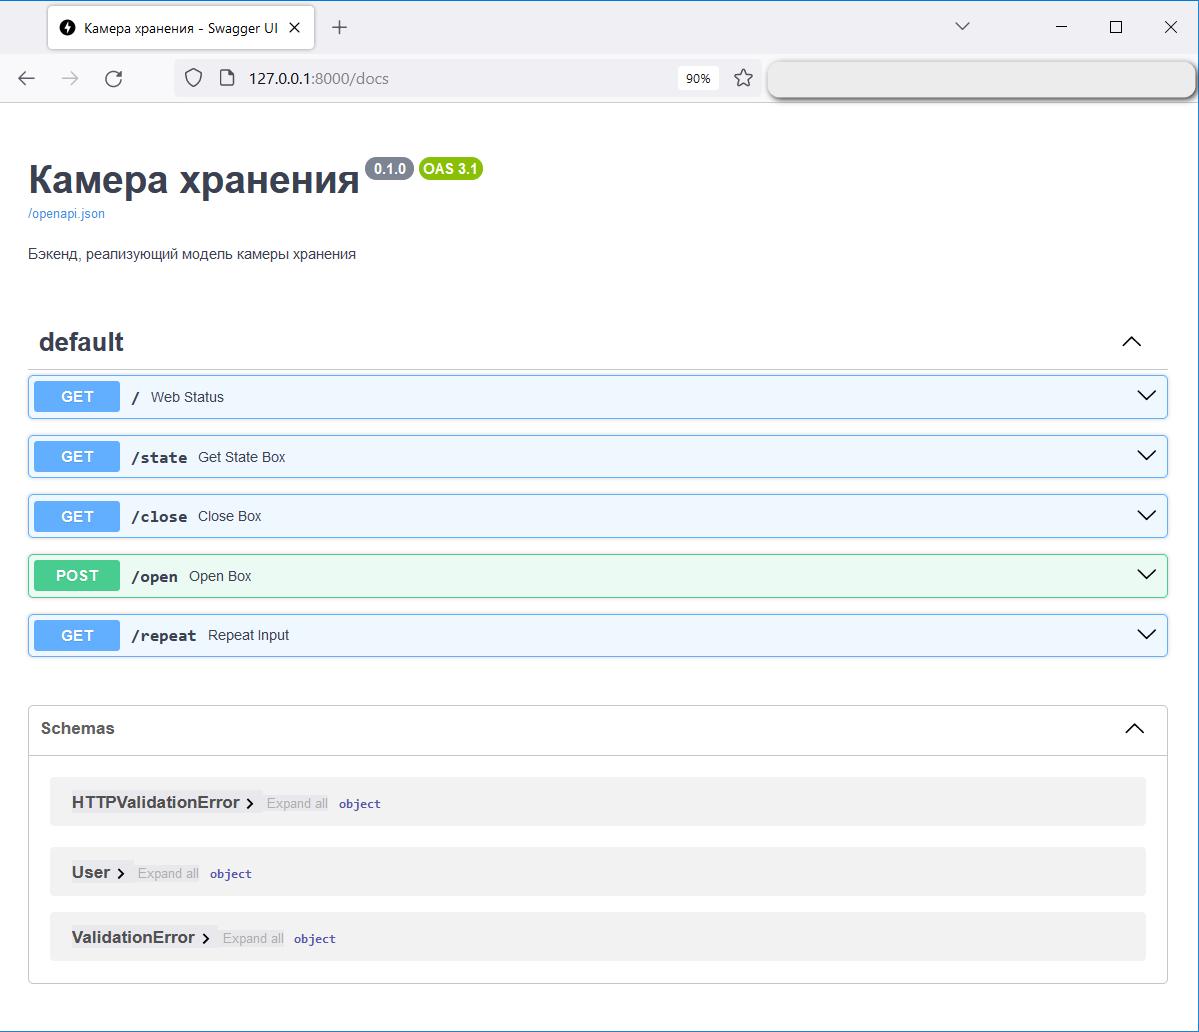 Камера хранения - Swagger UI
127.0.0.1:8000/docs 90%
Камера хранения 0.1.0 OAS 3.1
/openapi.json
Бэкенд, реализующий модель камеры хранения
default
GET / Web Status
GET /state Get State Box
GET /close Close Box
POST /open Open Box
GET /repeat Repeat Input
Schemas
HTTPValidationError Expand all object
User Expand all object
ValidationError Expand all object